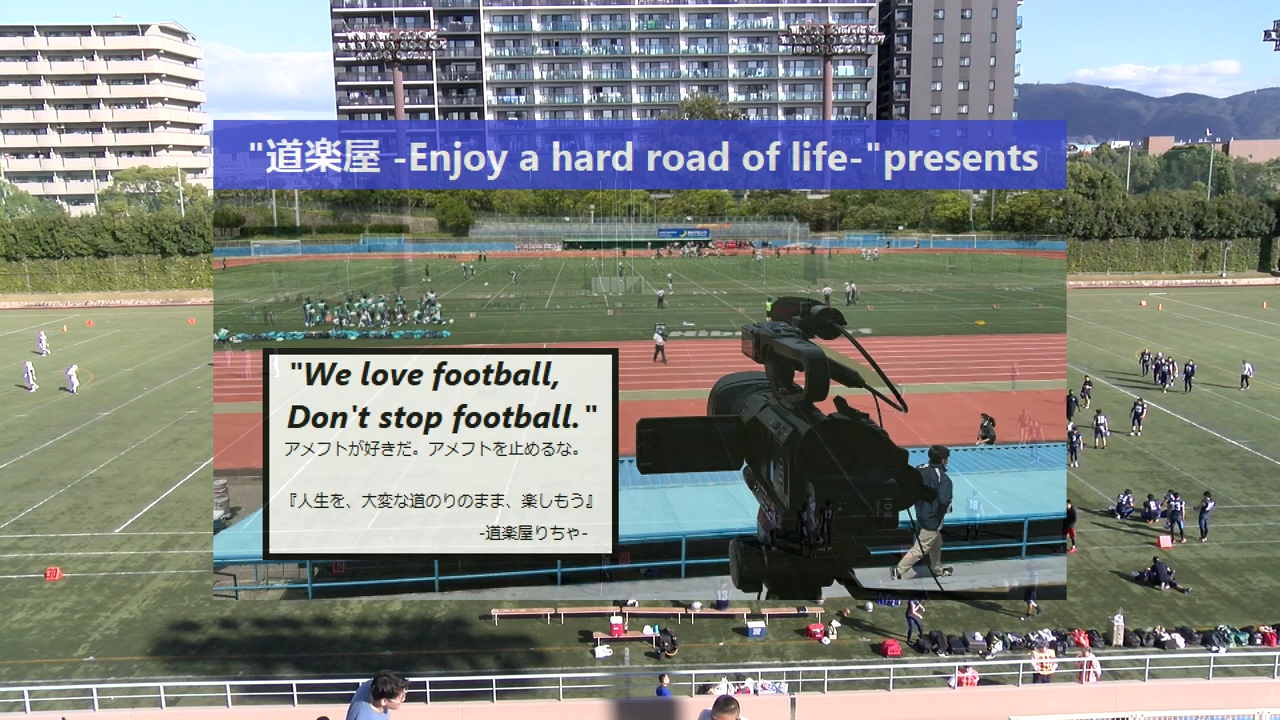 "道楽屋 -Enjoy a hard road of life-"presents
"We love football,
Don't stop football."
アメフトが好きだ。アメフトを止めるな。
『人生を、大変な道のりのまま、楽しもう』
-道楽屋りちゃ-
30